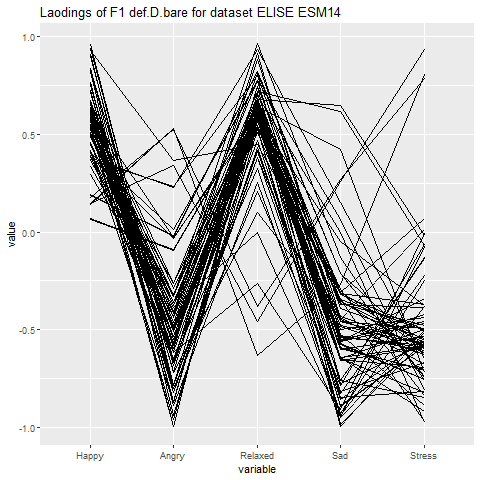 Laodings of F1 def.D.bare for dataset ELISE ESM14
1.0
0.5
0.0
-0.5
-1.0
value
Happy Angry Relaxed Sad Stress
variable